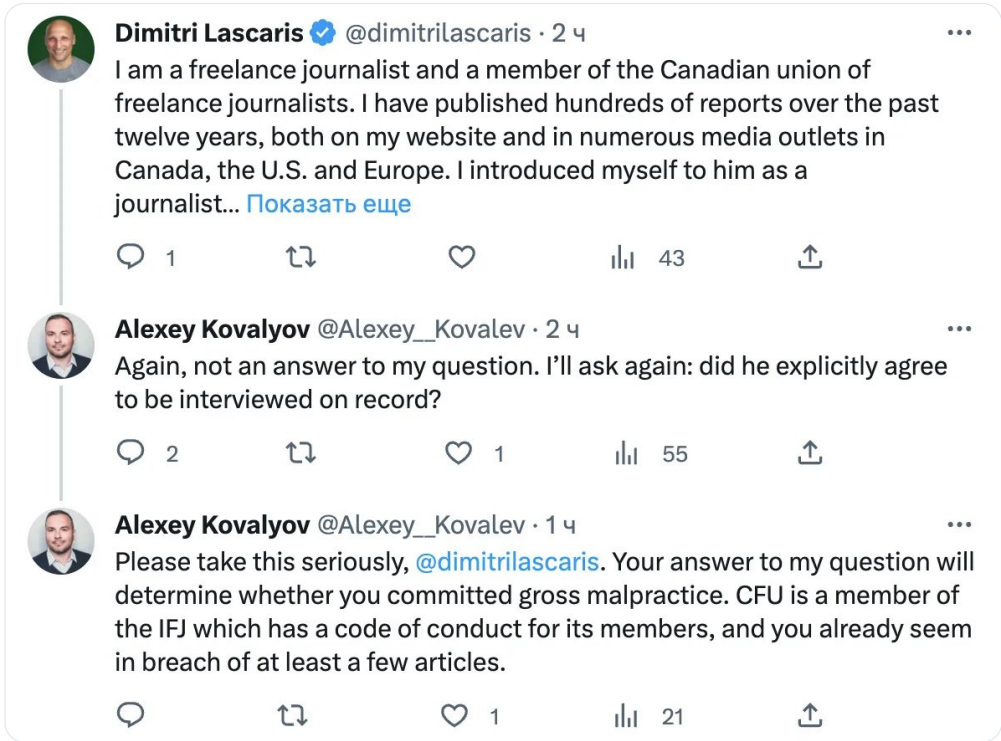 Dimitri Lascaris @dimitrilascaris · 2 ч
I am a freelance journalist and a member of the Canadian union of
freelance journalists. I have published hundreds of reports over the past
twelve years, both on my website and in numerous media outlets in
Canada, the U.S. and Europe. I introduced myself to him as a
journalist... Показать еще
1 43
Alexey Kovalyov @Alexey__Kovalev · 2 ч
Again, not an answer to my question. I’ll ask again: did he explicitly agree
to be interviewed on record?
2 1 55
Alexey Kovalyov @Alexey__Kovalev · 1 ч
Please take this seriously, @dimitrilascaris. Your answer to my question will
determine whether you committed gross malpractice. CFU is a member of
the IFJ which has a code of conduct for its members, and you already seem
in breach of at least a few articles.
1 21